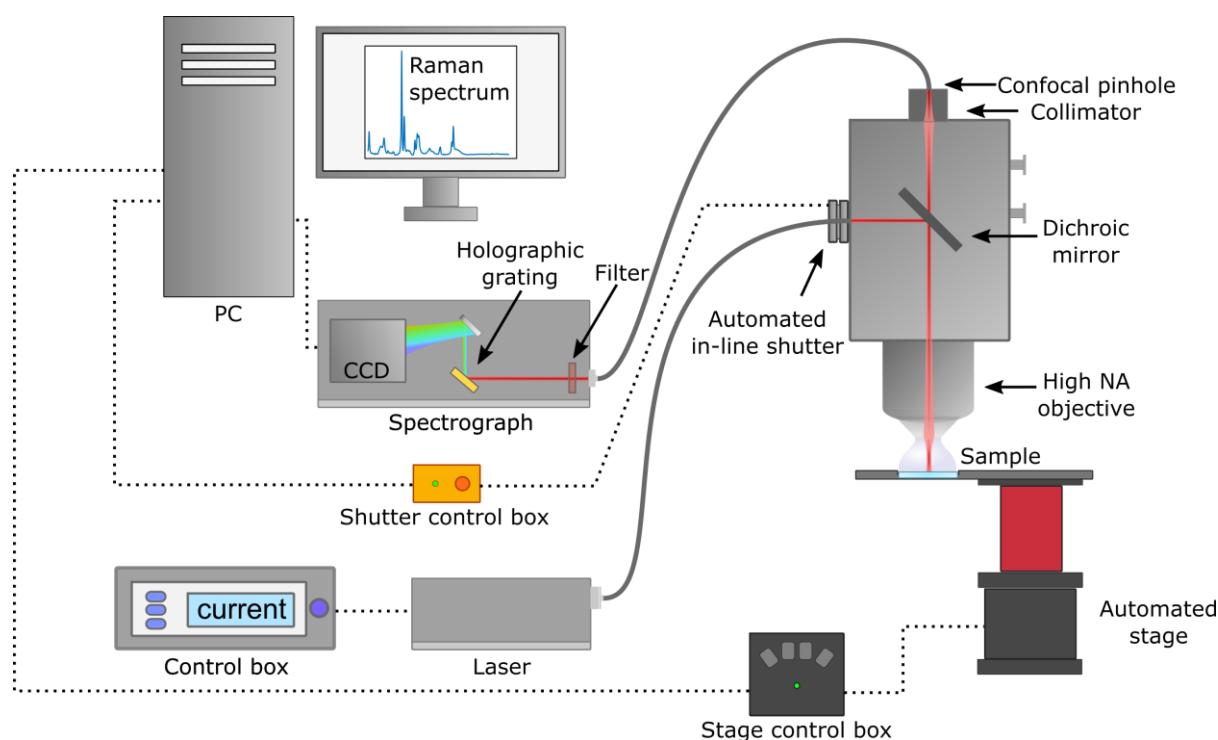 Raman
spectrum
Confocal pinhole
Collimator
Dichroic
mirror
Holographic
grating
Filter
PC
Automated
in-line shutter
CCD
Spectrograph
High NA
objective
Sample
Shutter control box
current
Control box
Laser
Automated
stage
Stage control box